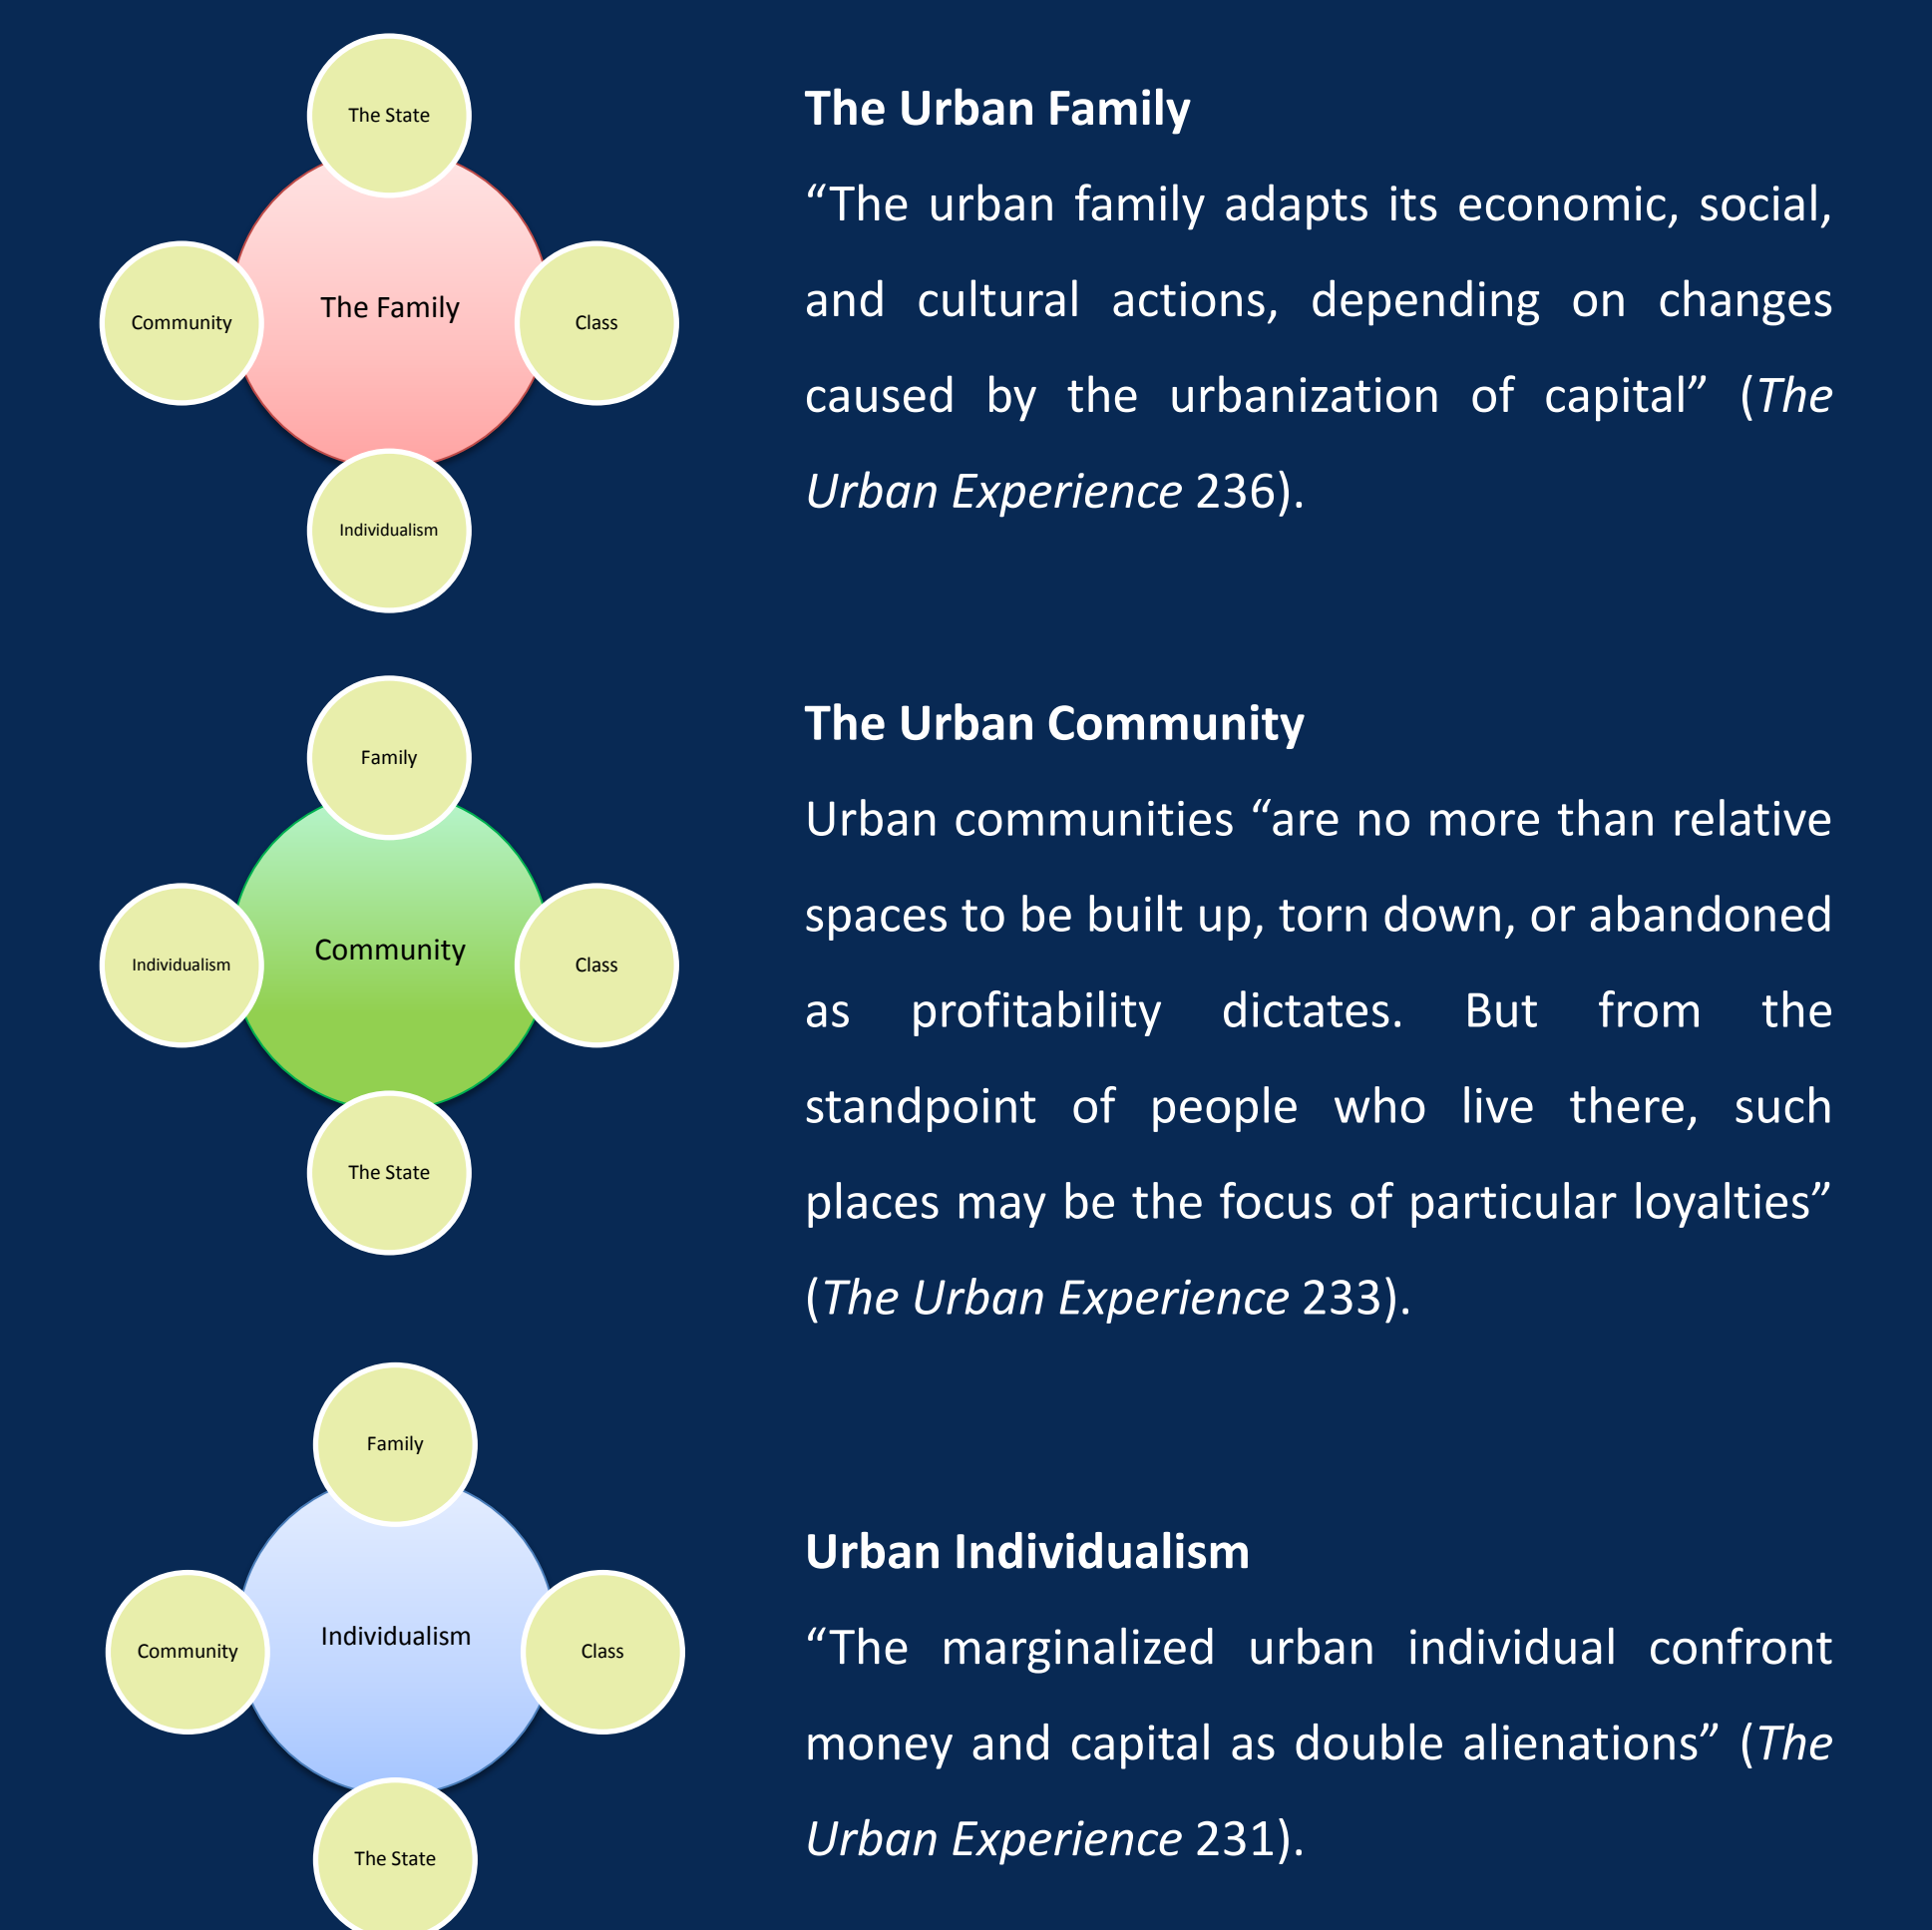 The State
Community
The Family
Class
Individualism
The Urban Family
“The urban family adapts its economic, social,
and cultural actions, depending on changes
caused by the urbanization of capital” (The
Urban Experience 236).
Family
Individualism
Community
Class
The State
The Urban Community
Urban communities “are no more than relative
spaces to be built up, torn down, or abandoned
as profitability dictates. But from the
standpoint of people who live there, such
places may be the focus of particular loyalties”
(The Urban Experience 233).
Family
Community
Individualism
Class
The State
Urban Individualism
“The marginalized urban individual confront
money and capital as double alienations” (The
Urban Experience 231).